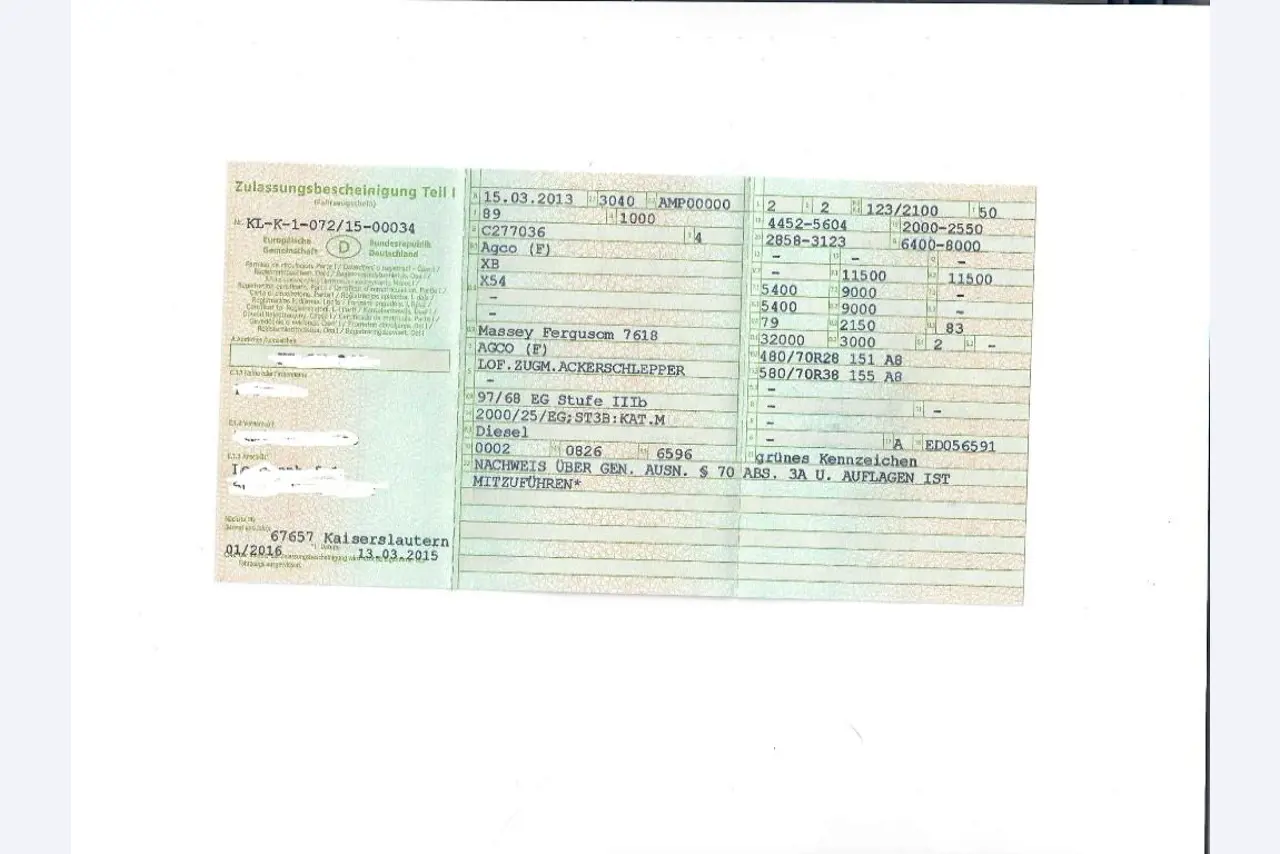 Zulassungsbescheinigung Teil I
(Fahrzeugschein)
KL-K-1-072/15-00034
Europäische Gemeinschaft
D
Bundesrepublik Deutschland
67657 Kaiserslautern
01/2016
13.03.2015
15.03.2013 3040 AMP00000
89 1000
C277036 4
Agco (F)
XB
X54
-
-
Massey Fergusom 7618
AGCO (F)
LOF.ZUGM.ACKERSCHLEPPER
-
97/68 EG Stufe IIIb
2000/25/EG;ST3B:KAT.M
Diesel
0002 0826 6596
2 2 123/2100 50
4452-5604 2000-2550
2858-3123 6400-8000
- - -
- 11500 11500
5400 9000 -
5400 9000 -
79 2150 83
32000 3000 2 -
480/70R28 151 A8
580/70R38 155 A8
-
- -
-
- A ED056591
grünes Kennzeichen
NACHWEIS ÜBER GEN. AUSN. § 70 ABS. 3A U. AUFLAGEN IST
MITZUFÜHREN*